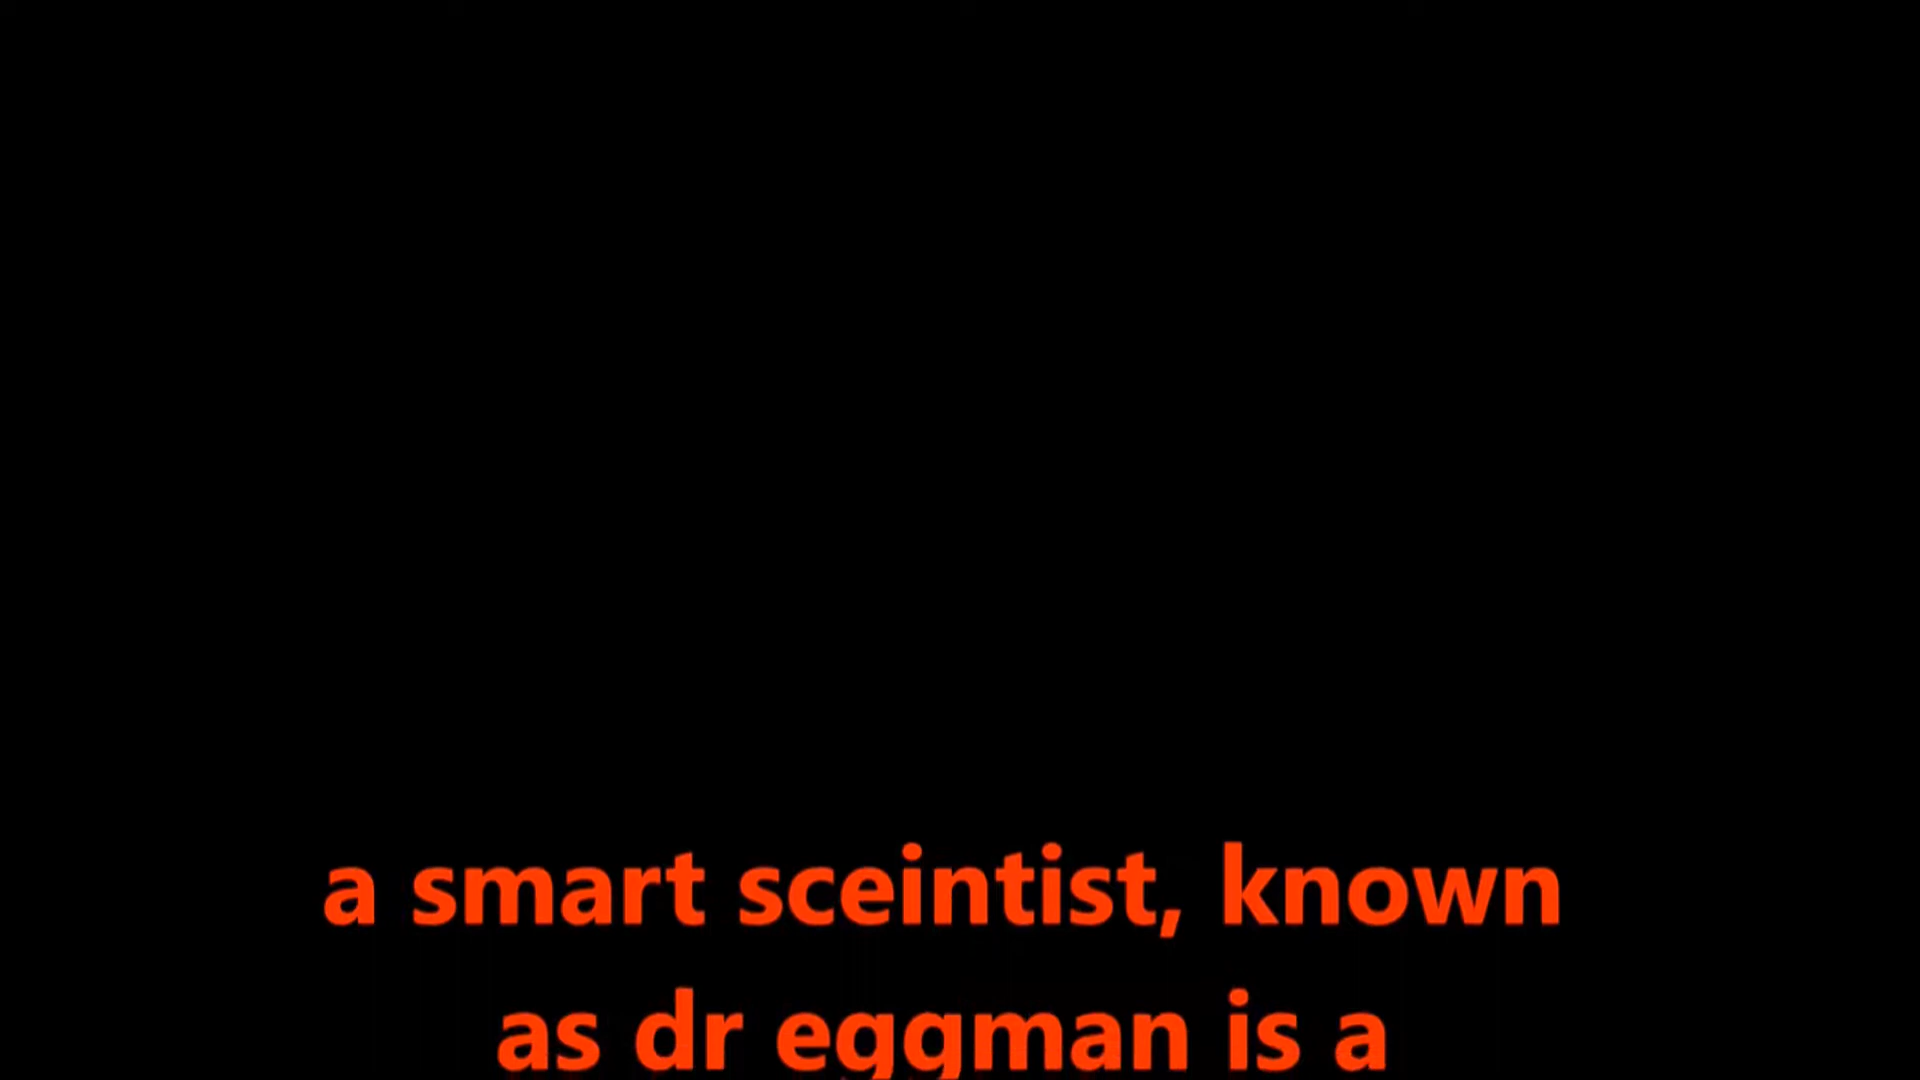 a smart sceintist, known
as dr eggman is a